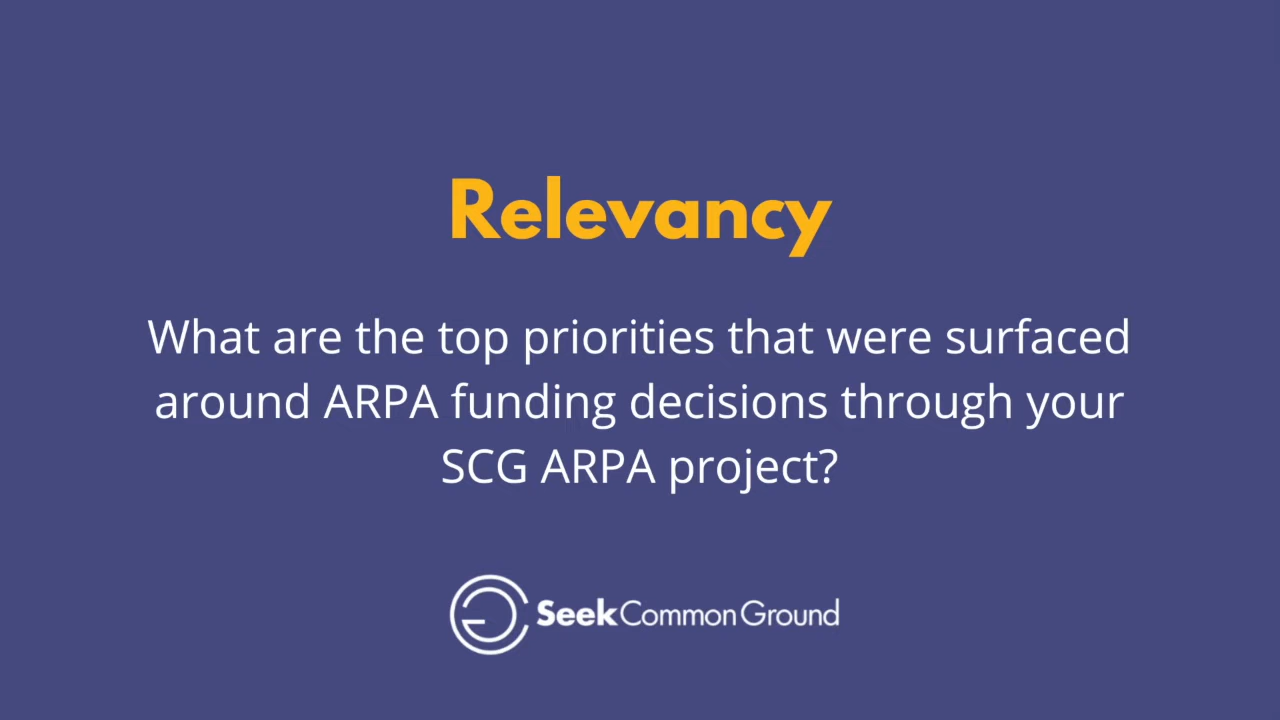 Relevancy
What are the top priorities that were surfaced
around ARPA funding decisions through your
SCG ARPA project?
SeekCommonGround